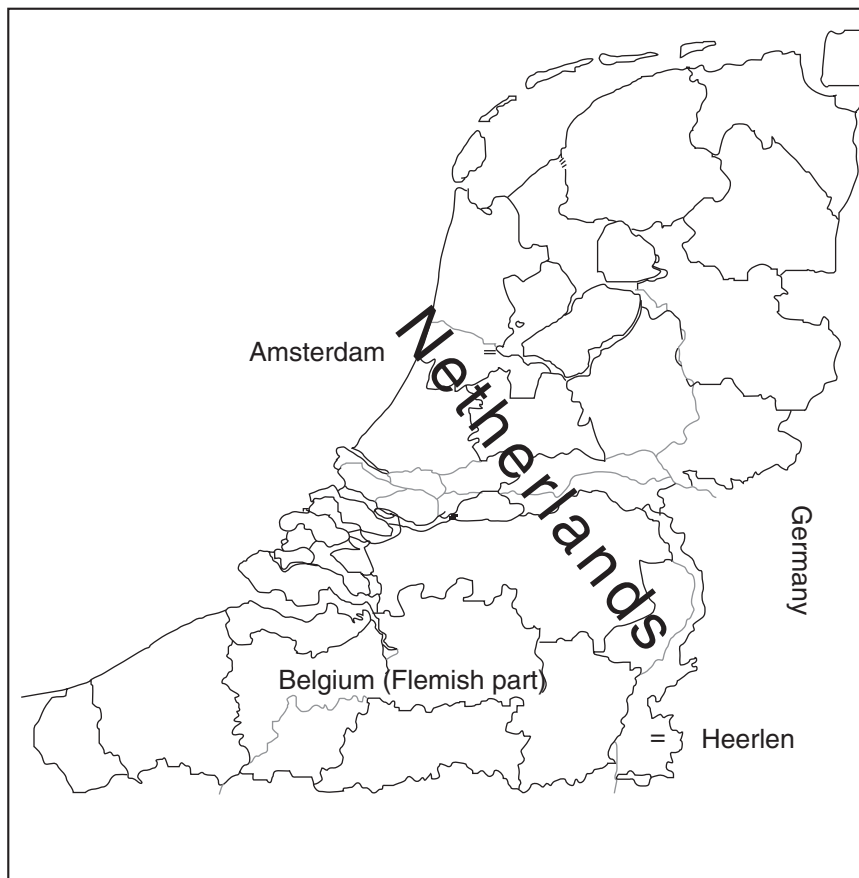 Netherlands
Amsterdam =
Germany
Belgium (Flemish part)
= Heerlen